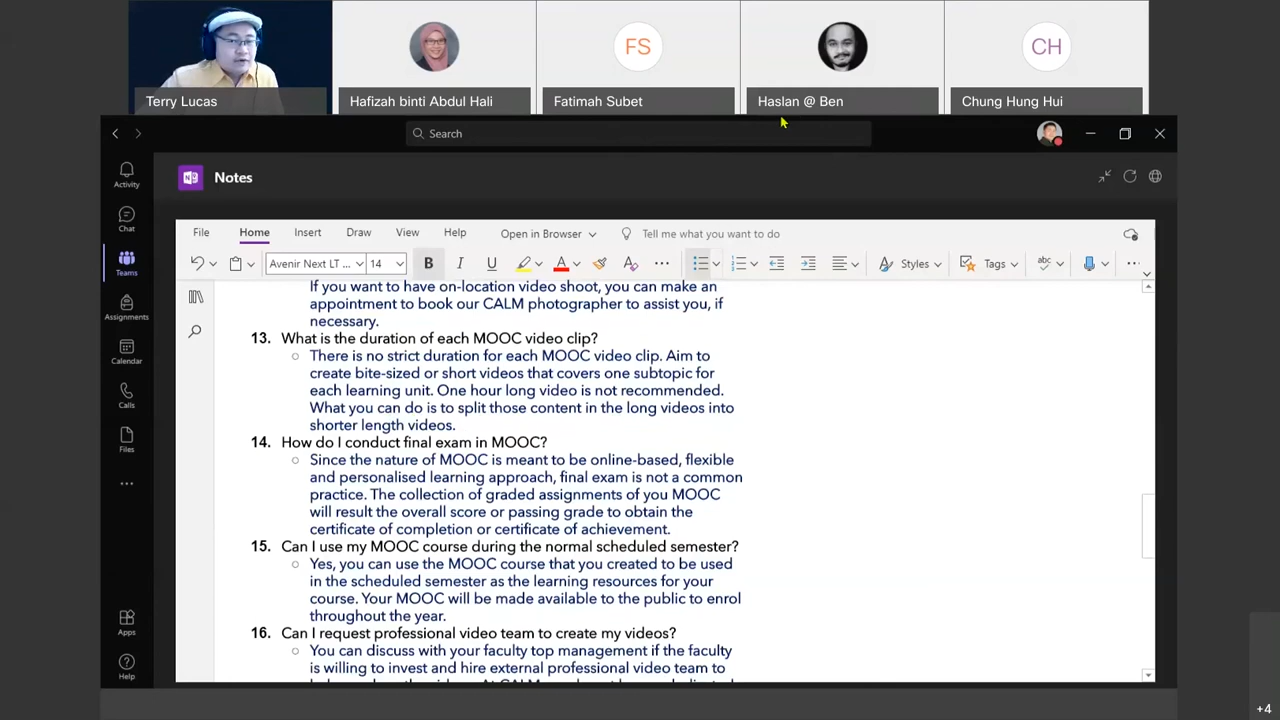 FS
CH
Terry Lucas
Hafizah binti Abdul Hali
Fatimah Subet
Haslan @ Ben
Chung Hung Hui
Search
Activity
Chat
Teams
Assignments
Calendar
Calls
Files
Apps
Help
Notes
File Home Insert Draw View Help Open in Browser Tell me what you want to do
Avenir Next LT ... 14 B I U A Styles Tags abc
If you want to have on-location video shoot, you can make an
appointment to book our CALM photographer to assist you, if
necessary.
13. What is the duration of each MOOC video clip?
There is no strict duration for each MOOC video clip. Aim to
create bite-sized or short videos that covers one subtopic for
each learning unit. One hour long video is not recommended.
What you can do is to split those content in the long videos into
shorter length videos.
14. How do I conduct final exam in MOOC?
Since the nature of MOOC is meant to be online-based, flexible
and personalised learning approach, final exam is not a common
practice. The collection of graded assignments of you MOOC
will result the overall score or passing grade to obtain the
certificate of completion or certificate of achievement.
15. Can I use my MOOC course during the normal scheduled semester?
Yes, you can use the MOOC course that you created to be used
in the scheduled semester as the learning resources for your
course. Your MOOC will be made available to the public to enrol
throughout the year.
16. Can I request professional video team to create my videos?
You can discuss with your faculty top management if the faculty
is willing to invest and hire external professional video team to
+4